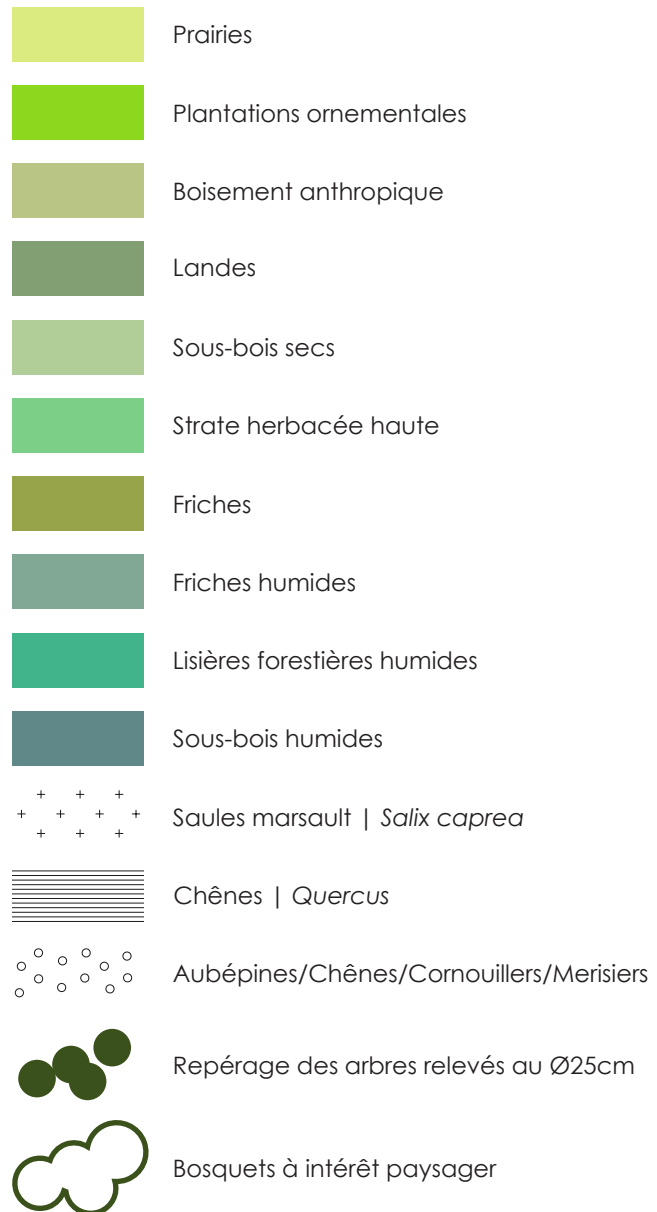 Prairies
Plantations ornementales
Boisement anthropique
Landes
Sous-bois secs
Strate herbacée haute
Friches
Friches humides
Lisières forestières humides
Sous-bois humides
Saules marsault | Salix caprea
Chênes | Quercus
Aubépines/Chênes/Cornouillers/Merisiers
Repérage des arbres relevés au Ø25cm
Bosquets à intérêt paysager